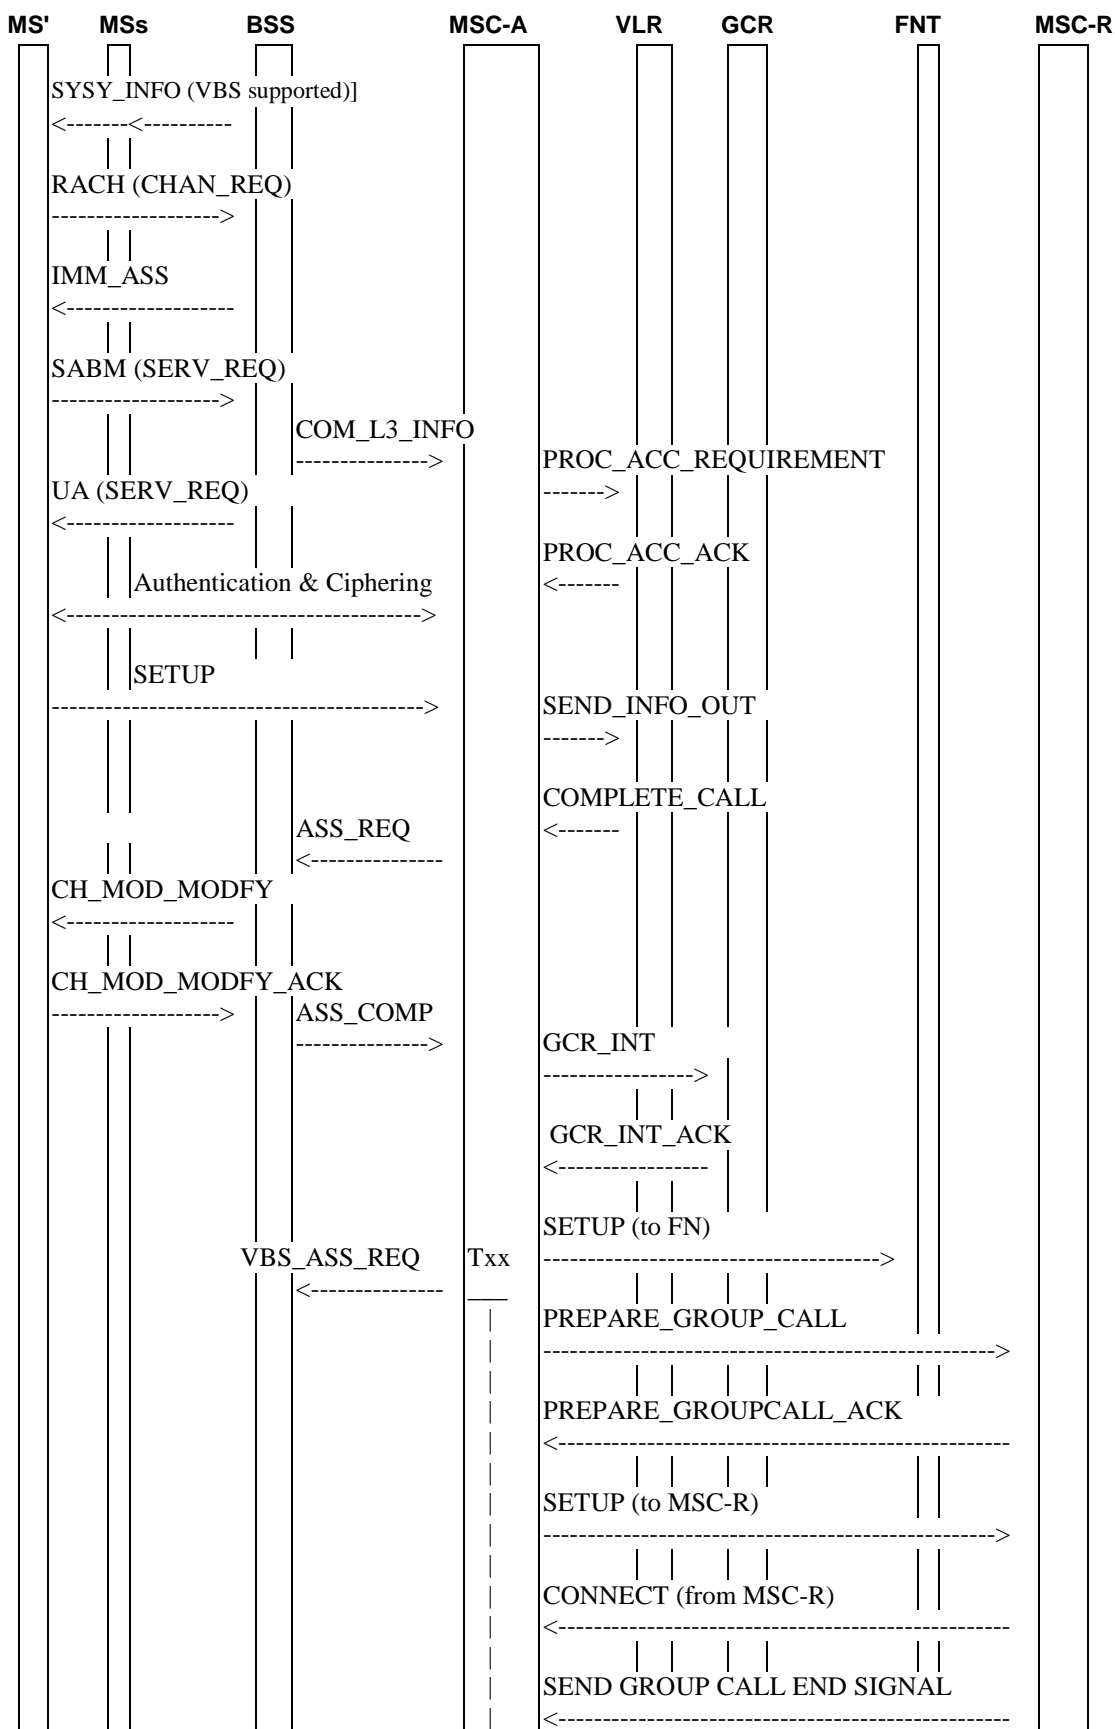 MS' MSs BSS MSC-A VLR GCR FNT MSC-R
SYSY_INFO (VBS supported)]
<-------<----------
RACH (CHAN_REQ)
------------------->
IMM_ASS
<-------------------
SABM (SERV_REQ)
------------------->
COM_L3_INFO
---------------> PROC_ACC_REQUIREMENT
UA (SERV_REQ) ------->
<-------------------
PROC_ACC_ACK
Authentication & Ciphering <-------
<---------------------------------------->
SETUP
------------------------------------------> SEND_INFO_OUT
------->
COMPLETE_CALL
ASS_REQ <-------
<---------------
CH_MOD_MODFY
<-------------------
CH_MOD_MODFY_ACK
-------------------> ASS_COMP
---------------> GCR_INT
----------------->
GCR_INT_ACK
<-----------------
SETUP (to FN)
VBS_ASS_REQ Txx -------------------------------------->
<--------------- ___
PREPARE_GROUP_CALL
--------------------------------------------------->
PREPARE_GROUPCALL_ACK
<---------------------------------------------------
SETUP (to MSC-R)
--------------------------------------------------->
CONNECT (from MSC-R)
<---------------------------------------------------
SEND GROUP CALL END SIGNAL
<---------------------------------------------------